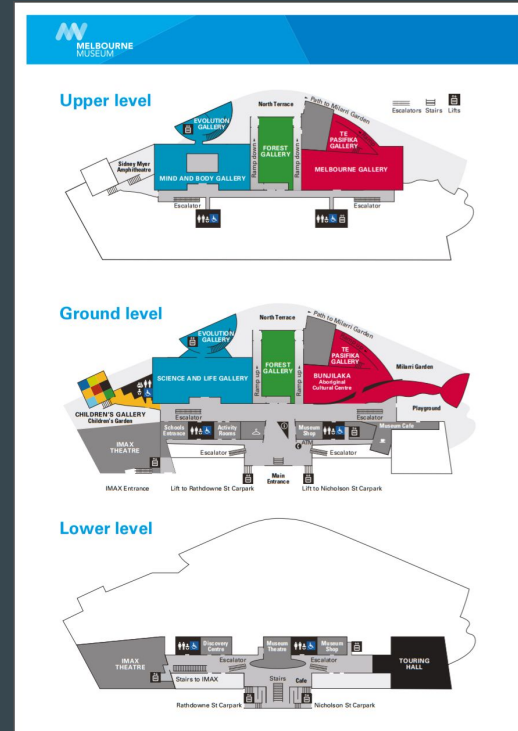 MELBOURNE
MUSEUM
Upper level
Escalators Stairs Lifts
North Terrace
Path to Milarri Garden
EVOLUTION
GALLERY
TE
PASIFIKA
GALLERY
FOREST
GALLERY
Ramp down
Ramp down
Sidney Myer
Amphitheatre
MIND AND BODY GALLERY
MELBOURNE GALLERY
Escalator
Escalator
Ground level
North Terrace
Path to Milarri Garden
EVOLUTION
GALLERY
TE
PASIFIKA
GALLERY
FOREST
GALLERY
Ramp up
Ramp up
Milarri Garden
SCIENCE AND LIFE GALLERY
BUNJILAKA
Aboriginal
Cultural Centre
Playground
CHILDREN'S GALLERY
Children's Garden
Escalator
Escalator
Schools
Entrance
Activity
Rooms
Museum
Shop
Museum Cafe
ATM
IMAX
THEATRE
Escalator
Escalator
Main
Entrance
IMAX Entrance
Lift to Rathdowne St Carpark
Lift to Nicholson St Carpark
Lower level
Discovery
Centre
Museum
Theatre
Museum
Shop
IMAX
THEATRE
Escalator
Escalator
TOURING
HALL
Stairs to IMAX
Stairs
Cafe
Rathdowne St Carpark
Nicholson St Carpark